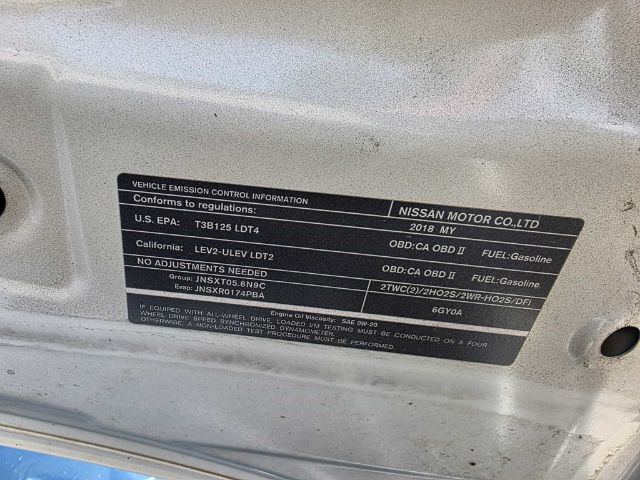 VEHICLE EMISSION CONTROL INFORMATION NISSAN MOTOR CO.,LTD
Conforms to regulations: 2018 MY
U.S. EPA: T3B125 LDT4 OBD:CA OBD II FUEL:Gasoline
California: LEV2-ULEV LDT2 OBD:CA OBD II FUEL:Gasoline
NO ADJUSTMENTS NEEDED
Group: JNSXT05.6N9C 2TWC(2)/2HO2S/2WR-HO2S/DFI
Evap: JNSXR0174PBA 6GY0A
Engine Oil Viscosity: SAE 0W-20
IF EQUIPPED WITH ALL-WHEEL DRIVE, LOADED I/M TESTING MUST BE CONDUCTED ON A FOUR
WHEEL DRIVE SPEED SYNCHRONIZED DYNAMOMETER.
OTHERWISE, A NON-LOADED TEST PROCEDURE MUST BE PERFORMED.